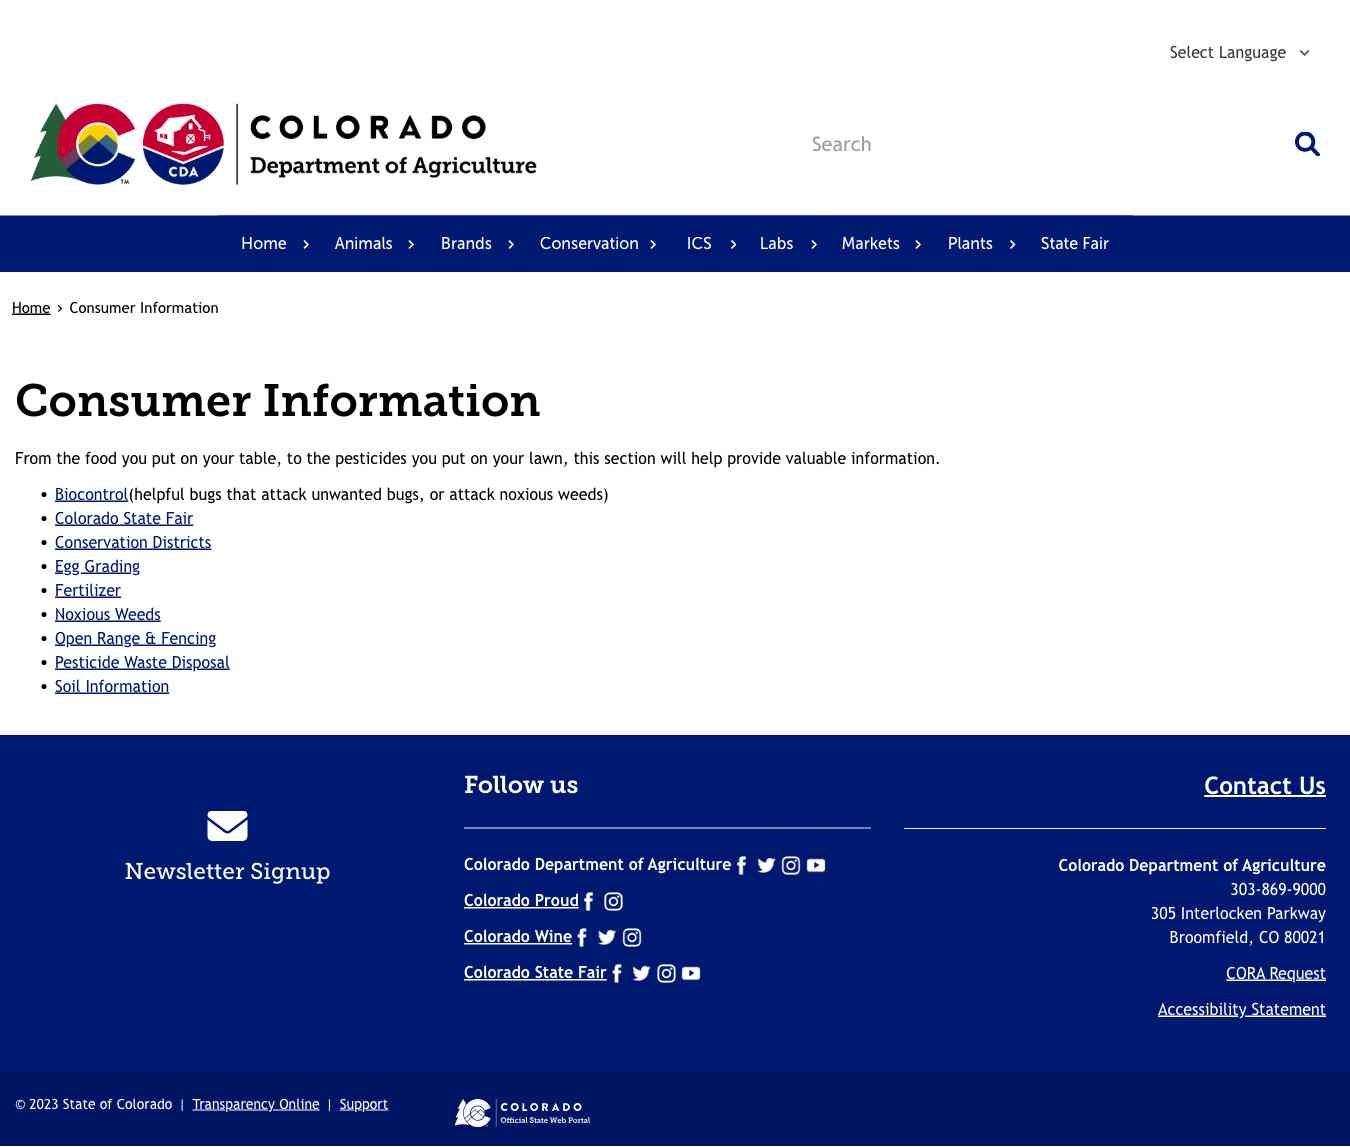 Select Language
CDA
TM
COLORADO
Department of Agriculture
Search
Home Animals Brands Conservation ICS Labs Markets Plants State Fair
Home › Consumer Information
Consumer Information
From the food you put on your table, to the pesticides you put on your lawn, this section will help provide valuable information.
• Biocontrol(helpful bugs that attack unwanted bugs, or attack noxious weeds)
• Colorado State Fair
• Conservation Districts
• Egg Grading
• Fertilizer
• Noxious Weeds
• Open Range & Fencing
• Pesticide Waste Disposal
• Soil Information
Newsletter Signup
Follow us
Colorado Department of Agriculture
Colorado Proud
Colorado Wine
Colorado State Fair
Contact Us
Colorado Department of Agriculture
303-869-9000
305 Interlocken Parkway
Broomfield, CO 80021
CORA Request
Accessibility Statement
© 2023 State of Colorado | Transparency Online | Support
COLORADO
Official State Web Portal